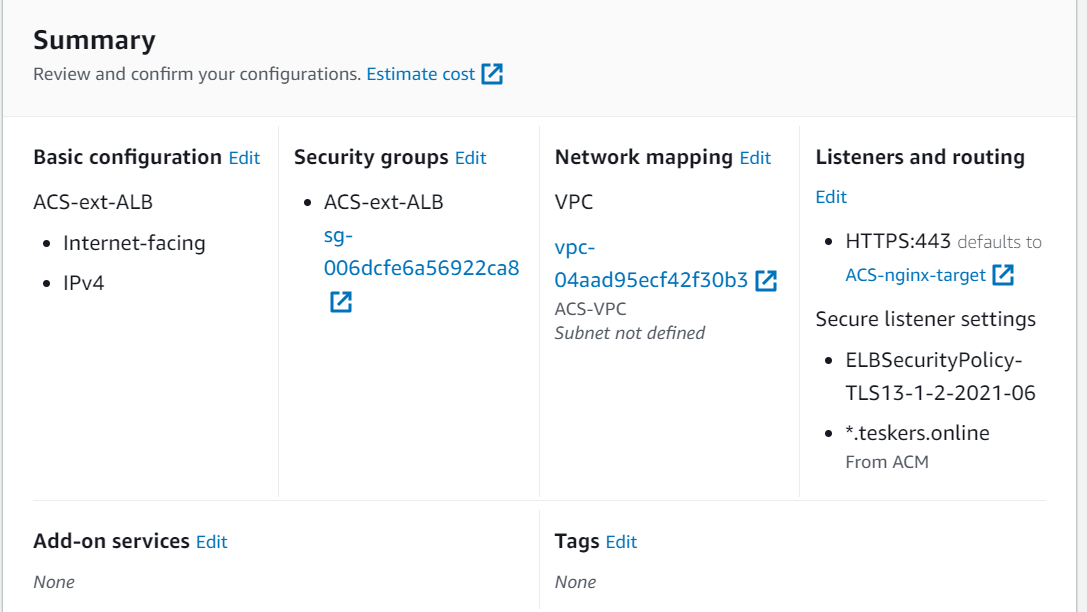 Summary
Review and confirm your configurations. Estimate cost
Basic configuration Edit
ACS-ext-ALB
• Internet-facing
• IPv4
Security groups Edit
• ACS-ext-ALB
sg-
006dcfe6a56922ca8
Network mapping Edit
VPC
vpc-
04aad95ecf42f30b3
ACS-VPC
Subnet not defined
Listeners and routing
Edit
• HTTPS:443 defaults to
ACS-nginx-target
Secure listener settings
• ELBSecurityPolicy-
TLS13-1-2-2021-06
• *.teskers.online
From ACM
Add-on services Edit
None
Tags Edit
None